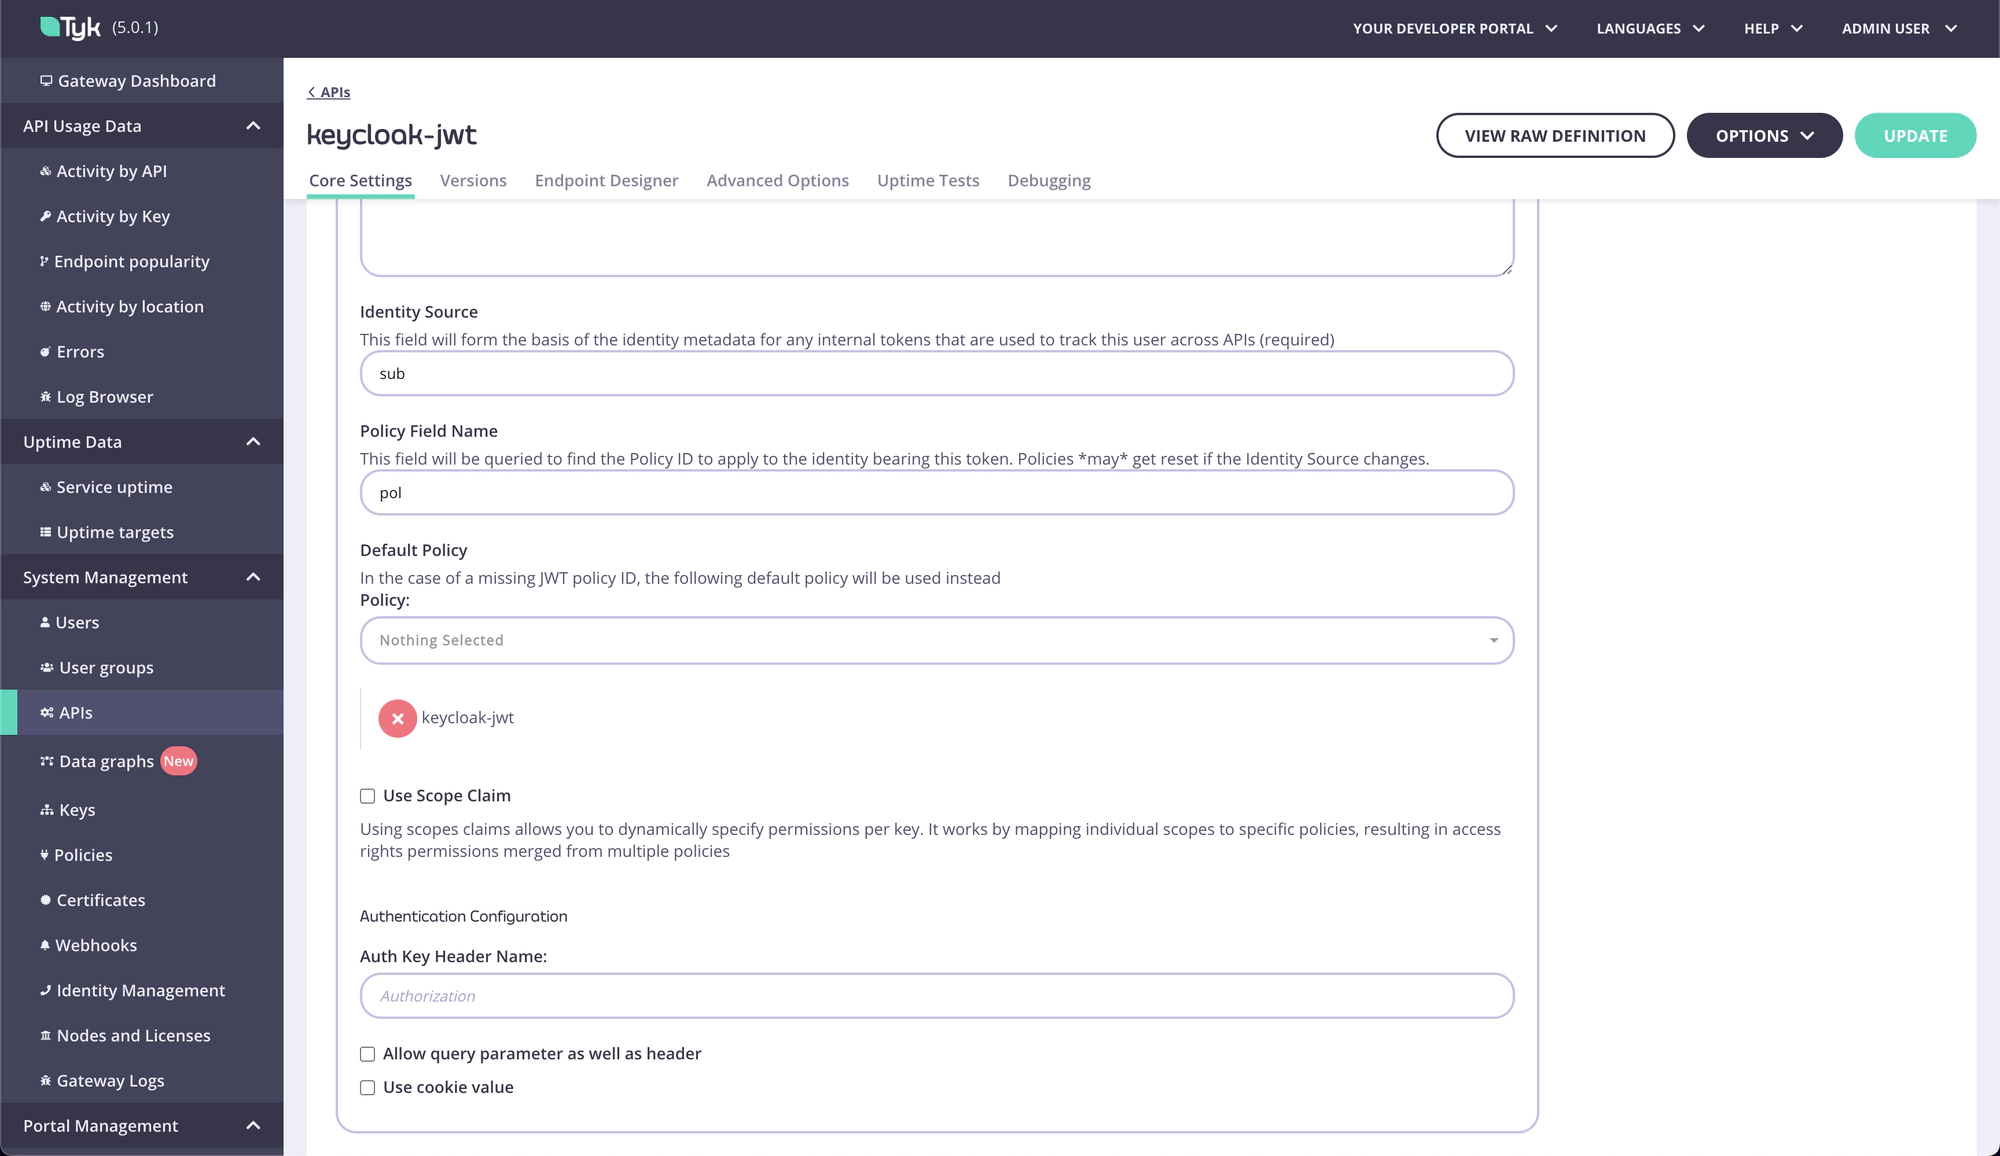 Tyk (5.0.1)
YOUR DEVELOPER PORTAL
LANGUAGES
HELP
ADMIN USER
Gateway Dashboard
API Usage Data
Activity by API
Activity by Key
Endpoint popularity
Activity by location
Errors
Log Browser
Uptime Data
Service uptime
Uptime targets
System Management
Users
User groups
APIs
Data graphs New
Keys
Policies
Certificates
Webhooks
Identity Management
Nodes and Licenses
Gateway Logs
Portal Management
APIs
keycloak-jwt
VIEW RAW DEFINITION
OPTIONS
UPDATE
Core Settings
Versions
Endpoint Designer
Advanced Options
Uptime Tests
Debugging
Identity Source
This field will form the basis of the identity metadata for any internal tokens that are used to track this user across APIs (required)
sub
Policy Field Name
This field will be queried to find the Policy ID to apply to the identity bearing this token. Policies *may* get reset if the Identity Source changes.
pol
Default Policy
In the case of a missing JWT policy ID, the following default policy will be used instead
Policy:
Nothing Selected
keycloak-jwt
Use Scope Claim
Using scopes claims allows you to dynamically specify permissions per key. It works by mapping individual scopes to specific policies, resulting in access
rights permissions merged from multiple policies
Authentication Configuration
Auth Key Header Name:
Authorization
Allow query parameter as well as header
Use cookie value